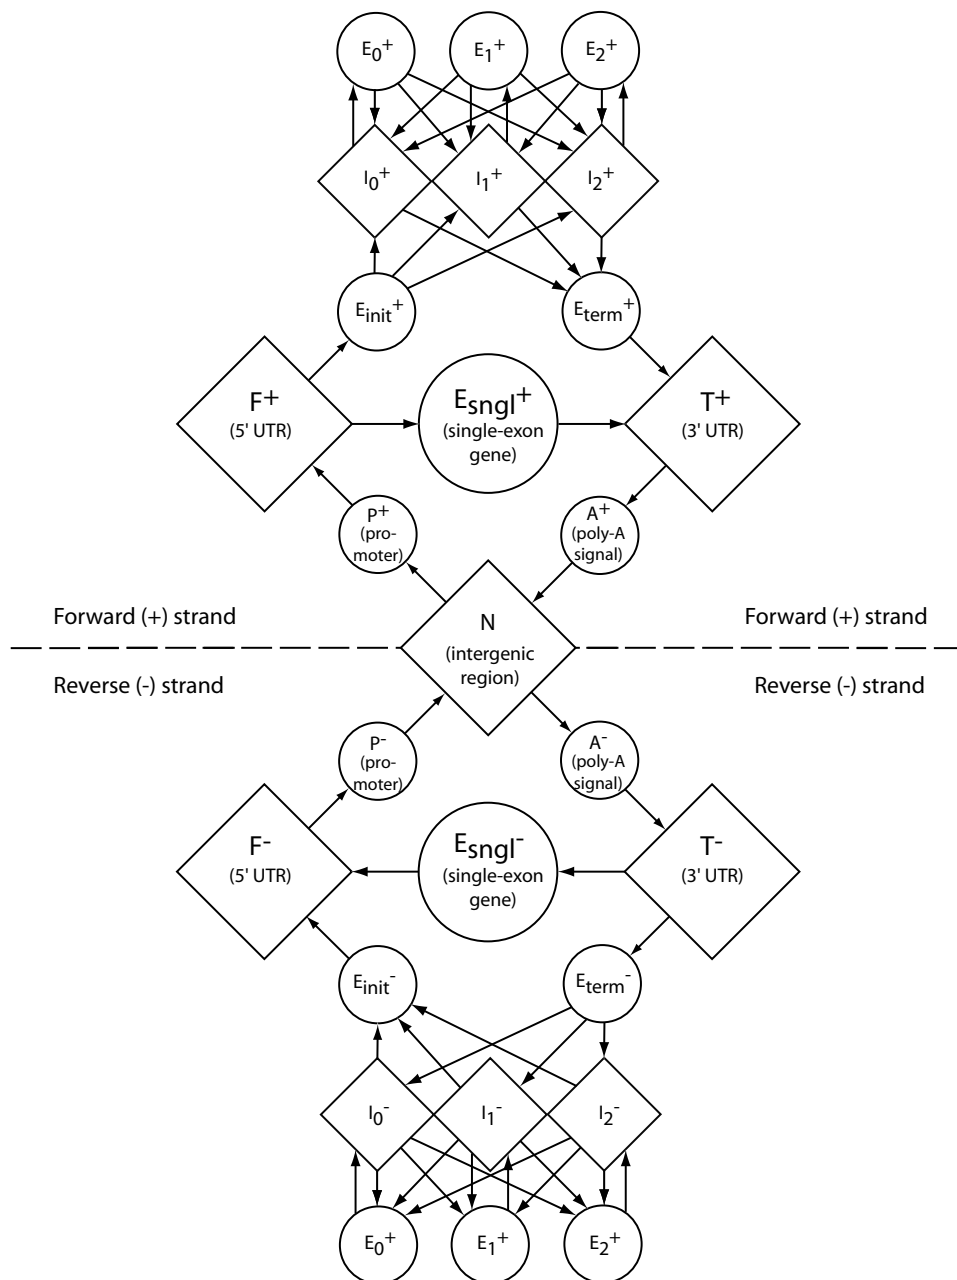 E0+ E1+ E2+
I0+ I1+ I2+
Einit+ Eterm+
F+ Esngl+ T+
(5' UTR) (single-exon (3' UTR)
gene)
P+ A+
(pro- (poly-A
moter) signal)
N
Forward (+) strand Forward (+) strand
(intergenic
region)
Reverse (-) strand Reverse (-) strand
P- A-
(pro- (poly-A
moter) signal)
F- Esngl- T-
(5' UTR) (single-exon (3' UTR)
gene)
Einit- Eterm-
I0- I1- I2-
E0+ E1+ E2+